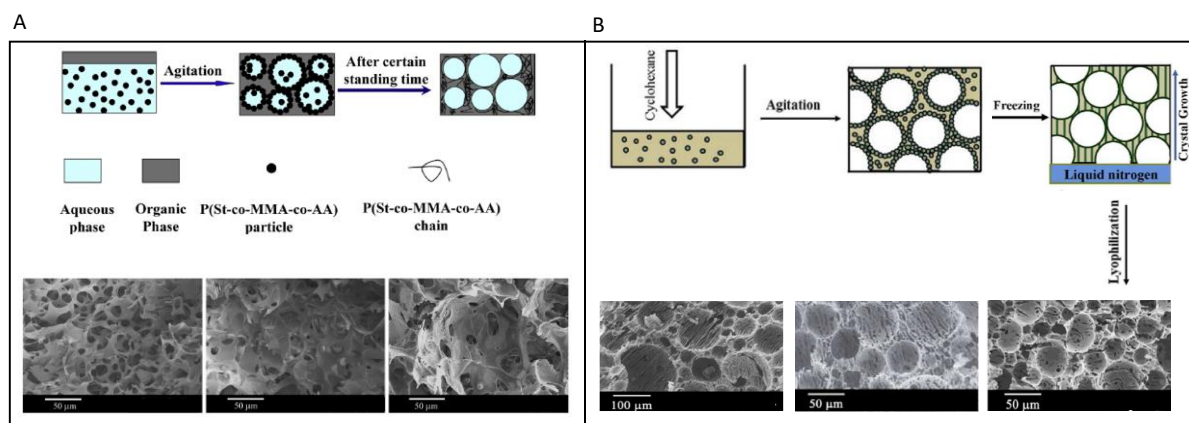 A
Agitation
After certain
standing time
Aqueous
phase
Organic
Phase
P(St-co-MMA-co-AA)
particle
P(St-co-MMA-co-AA)
chain
50 μm
50 μm
50 μm
B
Cyclohexane
Agitation
Freezing
Crystal Growth
Liquid nitrogen
Lyophilization
100 μm
50 μm
50 μm